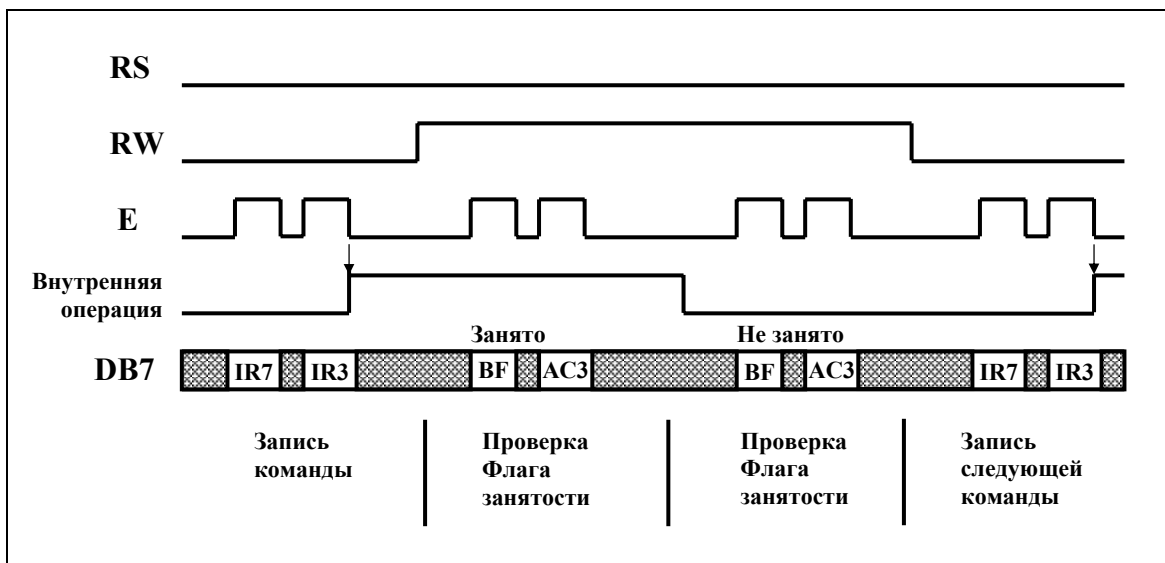 RS
RW
E
Внутренняя
операция
Занято
Не занято
DB7
IR7
IR3
BF
AC3
BF
AC3
IR7
IR3
Запись
команды
Проверка
Флага
занятости
Проверка
Флага
занятости
Запись
следующей
команды